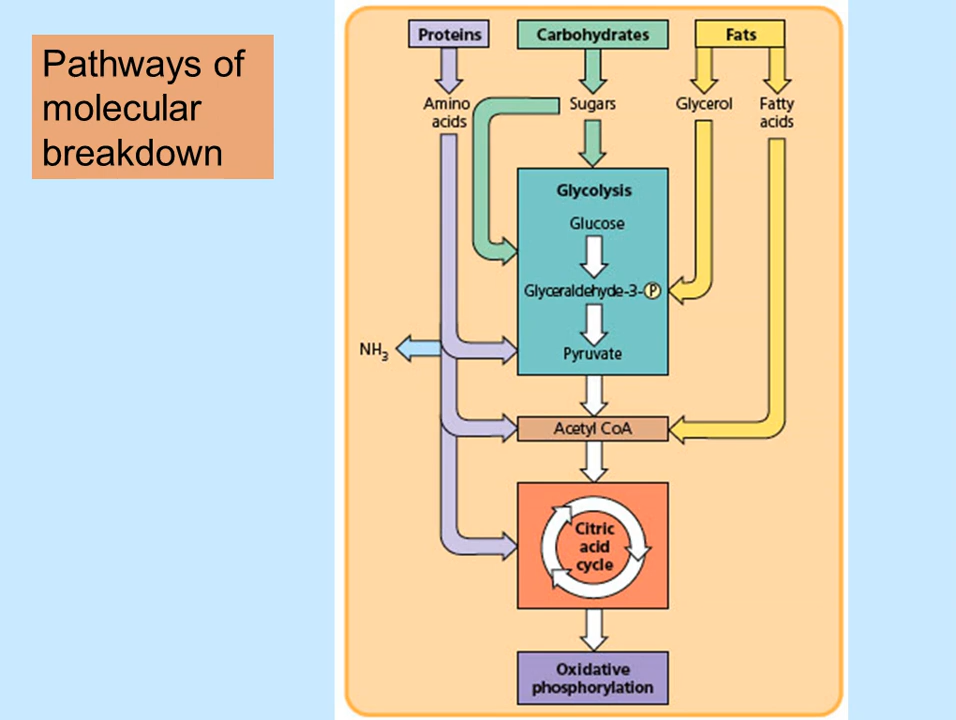 Pathways of
molecular
breakdown
Proteins
Carbohydrates
Fats
Amino
acids
Sugars
Glycerol
Fatty
acids
Glycolysis
Glucose
Glyceraldehyde-3-P
NH3
Pyruvate
Acetyl CoA
Citric
acid
cycle
Oxidative
phosphorylation